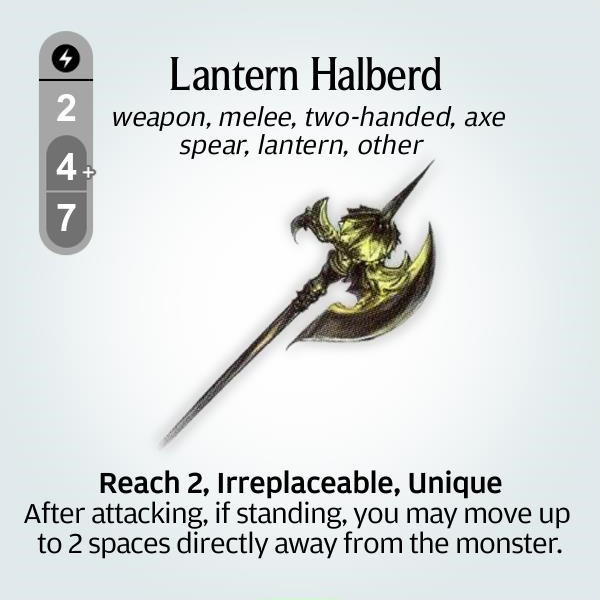 Lantern Halberd
weapon, melee, two-handed, axe
spear, lantern, other
2
4+
7
Reach 2, Irreplaceable, Unique
After attacking, if standing, you may move up
to 2 spaces directly away from the monster.